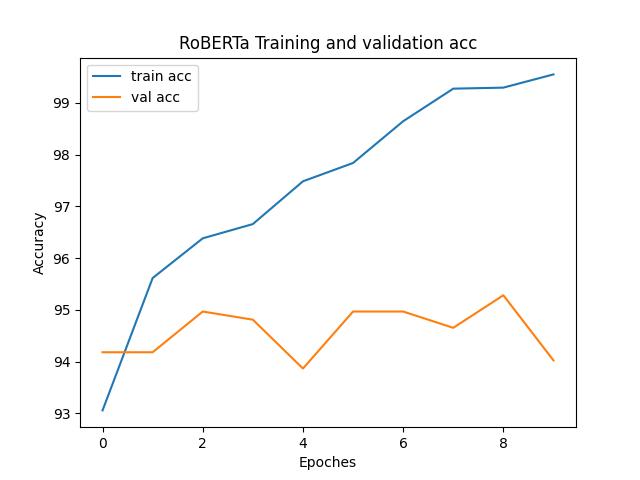 RoBERTa Training and validation acc
train acc
val acc
99
98
97
96
95
94
93
Accuracy
0 2 4 6 8
Epoches